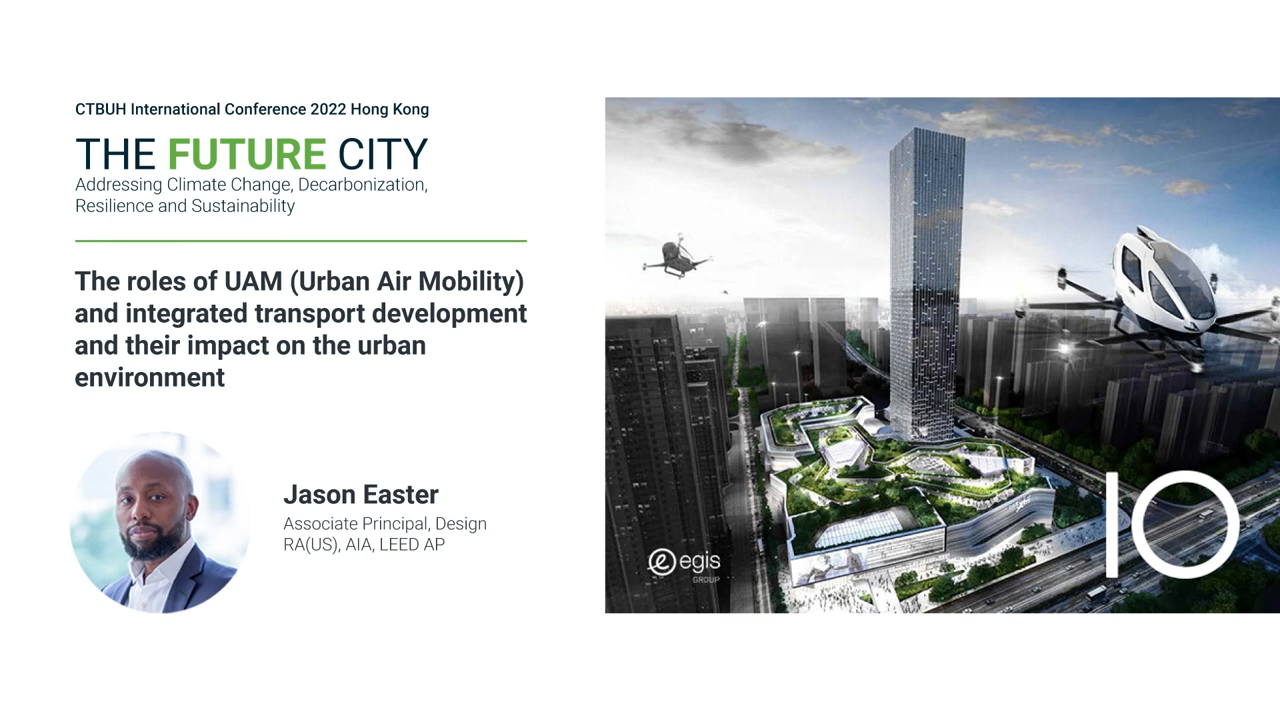 CTBUH International Conference 2022 Hong Kong
THE FUTURE CITY
Addressing Climate Change, Decarbonization,
Resilience and Sustainability
The roles of UAM (Urban Air Mobility)
and integrated transport development
and their impact on the urban
environment
Jason Easter
Associate Principal, Design
RA(US), AIA, LEED AP
egis
GROUP
IO